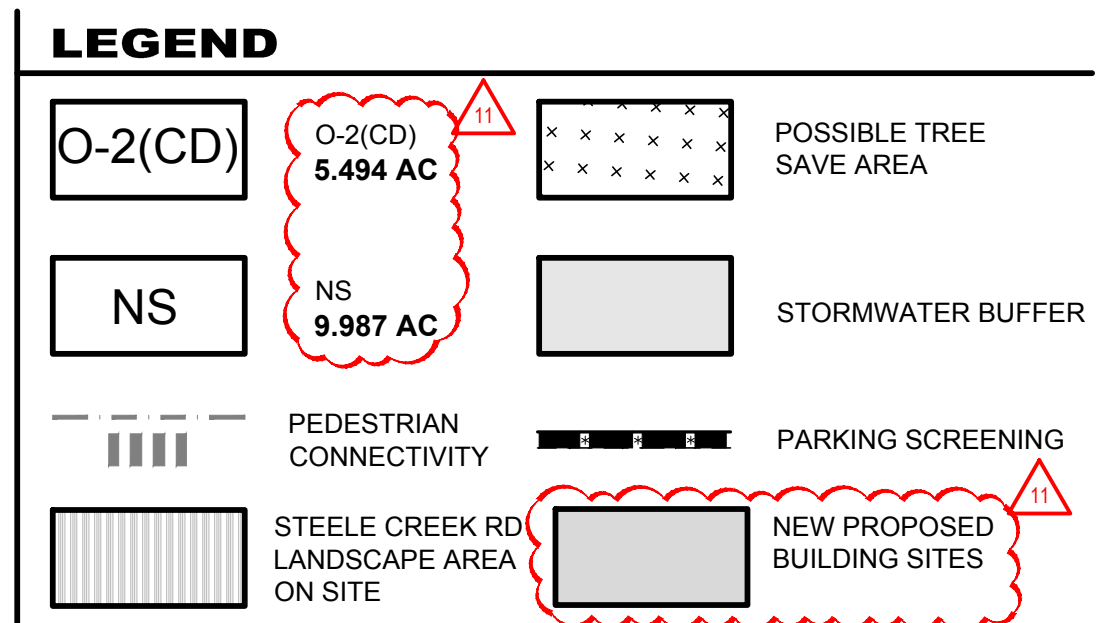 LEGEND
O-2(CD)
O-2(CD)
5.494 AC
11
POSSIBLE TREE
SAVE AREA
NS
NS
9.987 AC
STORMWATER BUFFER
PEDESTRIAN
CONNECTIVITY
PARKING SCREENING
STEELE CREEK RD
LANDSCAPE AREA
ON SITE
NEW PROPOSED
BUILDING SITES
11